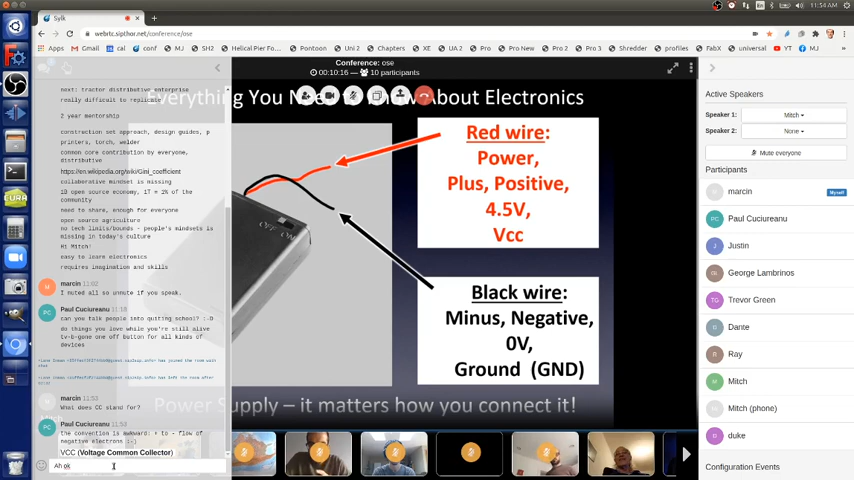 11:54 AM
Sylk
webrtc.sipthor.net/conference/ose
Apps
Gmail
cal
conf
MJ
SH2
Helical Pier Fo
Pontoon
Uni 2
Chapters
XE
UA 2
Pro
Pro New
Pro 2
Pro 3
Shredder
profiles
FabX
universal
YT
MJ
Conference: ose
00:10:16 — 10 participants
next: tractor distributive enterprise
really difficult to replicate
2 year mentorship
construction set approach, design guides, p
printers, torch, welder
common core contribution by everyone,
distributive
https://en.wikipedia.org/wiki/Gini_coefficient
collaborative mindset is missing
open source economy, 1T = 1% of the
community
need to share, enough for everyone
open source agriculture
no tech limits/bounds - people's mindsets is
missing in today's culture
Hi Mitch!
easy to learn electronics
requires imagination and skills
marcin 11:02
I muted all so unmute if you speak.
Paul Cuciureanu 11:18
can you talk people into quitting school? :-D
do things you love while you're still alive
tv-b-gone one off button for all kinds of
devices
marcin 11:53
What does CC stand for?
Paul Cuciureanu 11:53
the convention is awkward: + to - flow of
negative electrons :-)
VCC (Voltage Common Collector)
Ah ok
Everything You Need to Know About Electronics
OFF ON
Red wire:
Power,
Plus, Positive,
4.5V,
Vcc
Black wire:
Minus, Negative,
0V,
Ground (GND)
Power Supply – it matters how you connect it!
Active Speakers
Speaker 1:
Mitch
Speaker 2:
None
Mute everyone
Participants
marcin
Myself
Paul Cuciureanu
Justin
George Lambrinos
Trevor Green
Dante
Ray
Mitch
Mitch (phone)
duke
Configuration Events